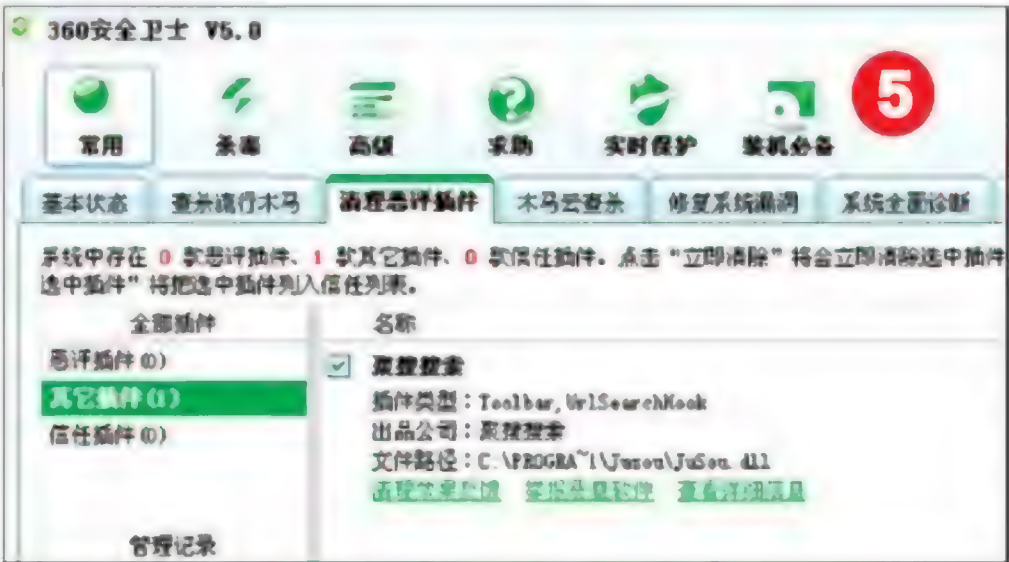 360安全卫士 V5.0
5
常用 杀毒 高级 求助 实时保护 装机必备
基本状态 查杀流行木马 清理恶评插件 木马云查杀 修复系统漏洞 系统全面诊断
系统中存在 0 款恶评插件、1 款其它插件、0 款信任插件。点击“立即清除”将会立即清除选中插件
选中插件”将把选中插件列入信任列表。
全部插件 名称
恶评插件(0)
聚搜搜索
其它插件(1)
插件类型：Toolbar,UrlSearchHook
信任插件(0)
出品公司：聚搜搜索
文件路径：C:\PROGRA~1\Jusou\JuSou.dll
查看详细信息
管理记录